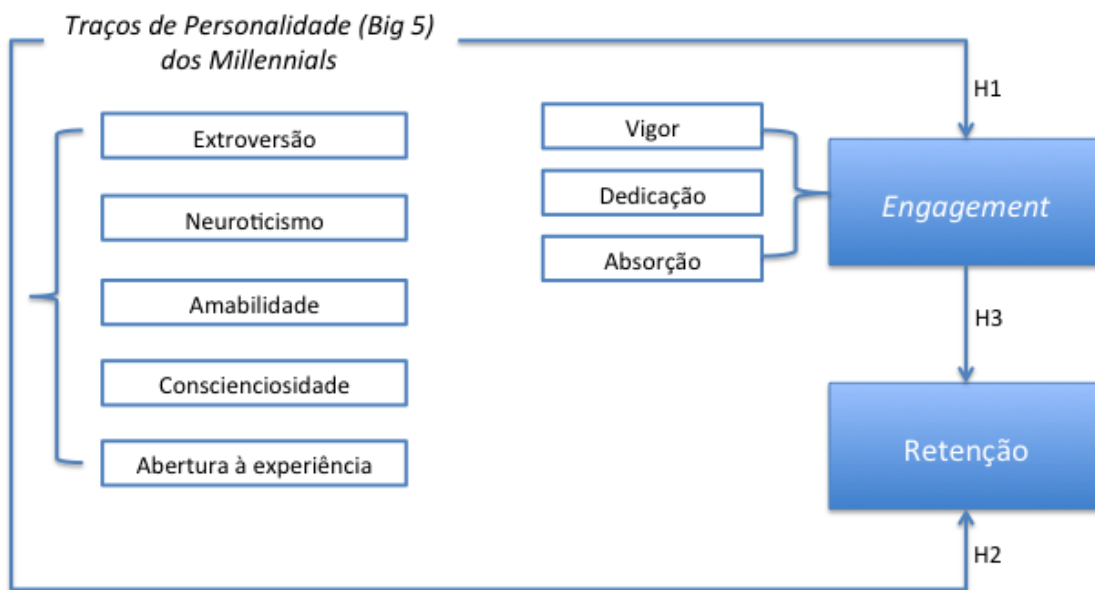 Traços de Personalidade (Big 5)
dos Millennials
H1
Extroversão
Neuroticismo
Amabilidade
Conscienciosidade
Abertura à experiência
Vigor
Dedicação
Absorção
Engagement
H3
Retenção
H2